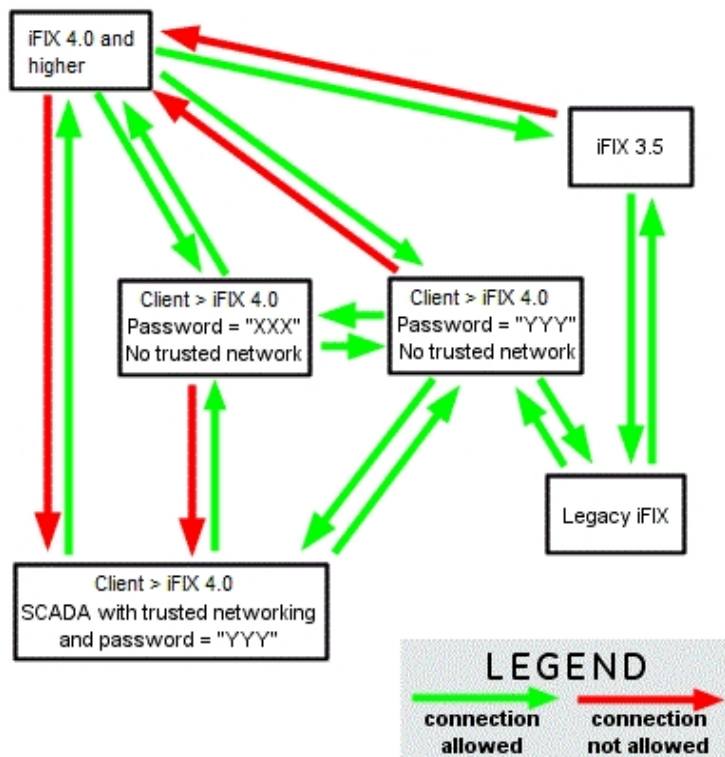 iFIX 4.0 and
higher
iFIX 3.5
Client > iFIX 4.0
Password = "XXX"
No trusted network
Client > iFIX 4.0
Password = "YYY"
No trusted network
Legacy iFIX
Client > iFIX 4.0
SCADA with trusted networking
and password = "YYY"
LEGEND
connection
allowed
connection
not allowed